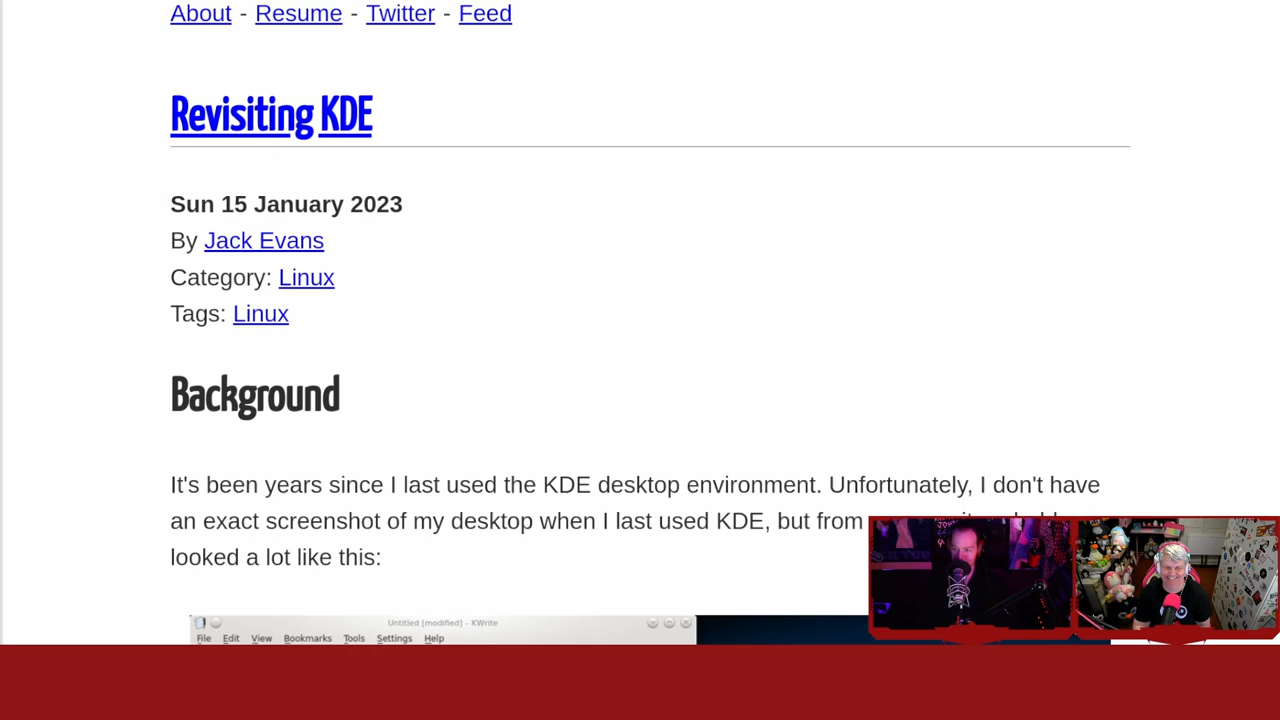 About - Resume - Twitter - Feed
Revisiting KDE
Sun 15 January 2023
By Jack Evans
Category: Linux
Tags: Linux
Background
It's been years since I last used the KDE desktop environment. Unfortunately, I don't have
an exact screenshot of my desktop when I last used KDE, but from
looked a lot like this:
Untitled [modified] - KWrite
File Edit View Bookmarks Tools Settings Help